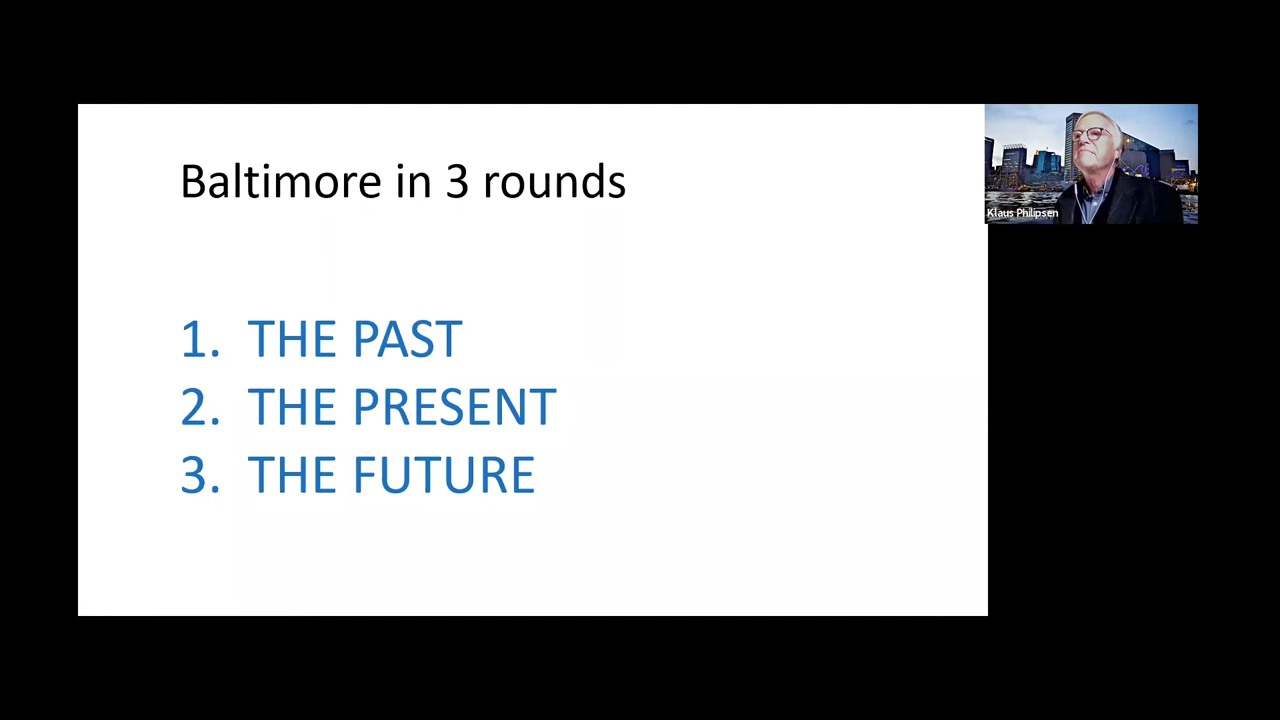 Baltimore in 3 rounds
1. THE PAST
2. THE PRESENT
3. THE FUTURE
Klaus Philipsen